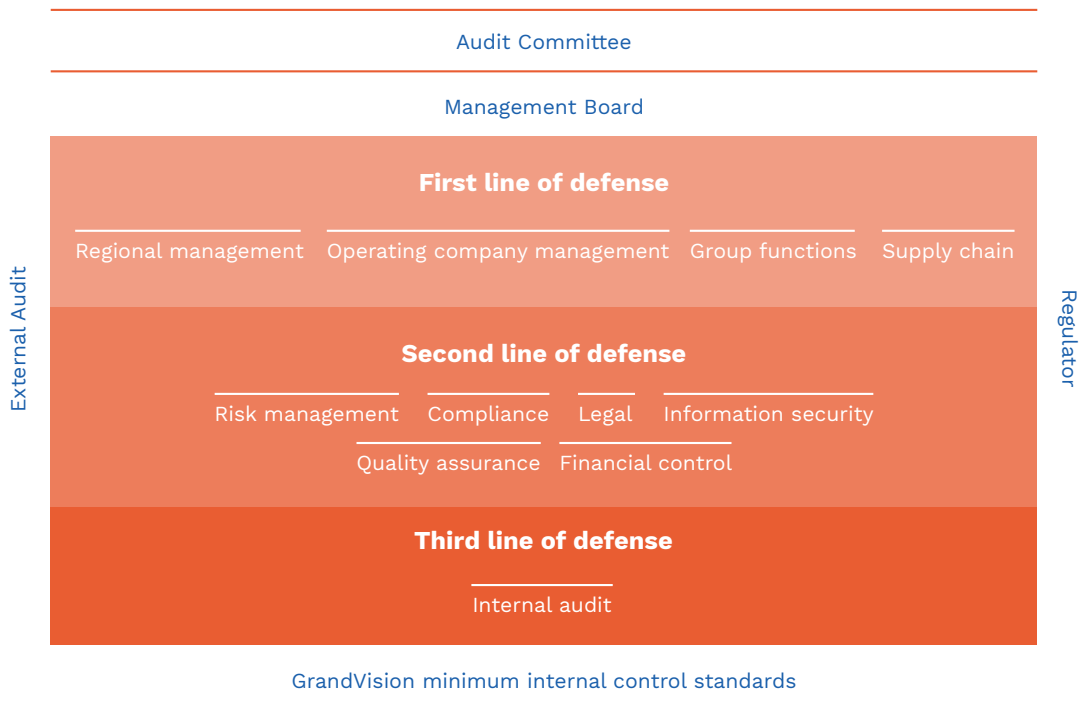 Audit Committee
Management Board
First line of defense
Regional management Operating company management Group functions Supply chain
External Audit
Regulator
Second line of defense
Risk management Compliance Legal Information security
Quality assurance Financial control
Third line of defense
Internal audit
GrandVision minimum internal control standards